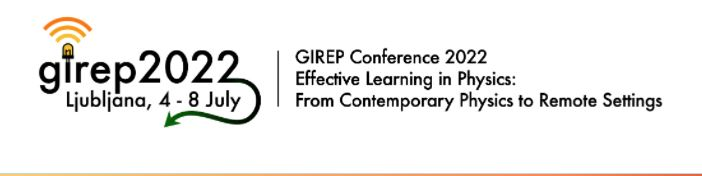 girep2022
Ljubljana, 4 - 8 July
GIREP Conference 2022
Effective Learning in Physics:
From Contemporary Physics to Remote Settings